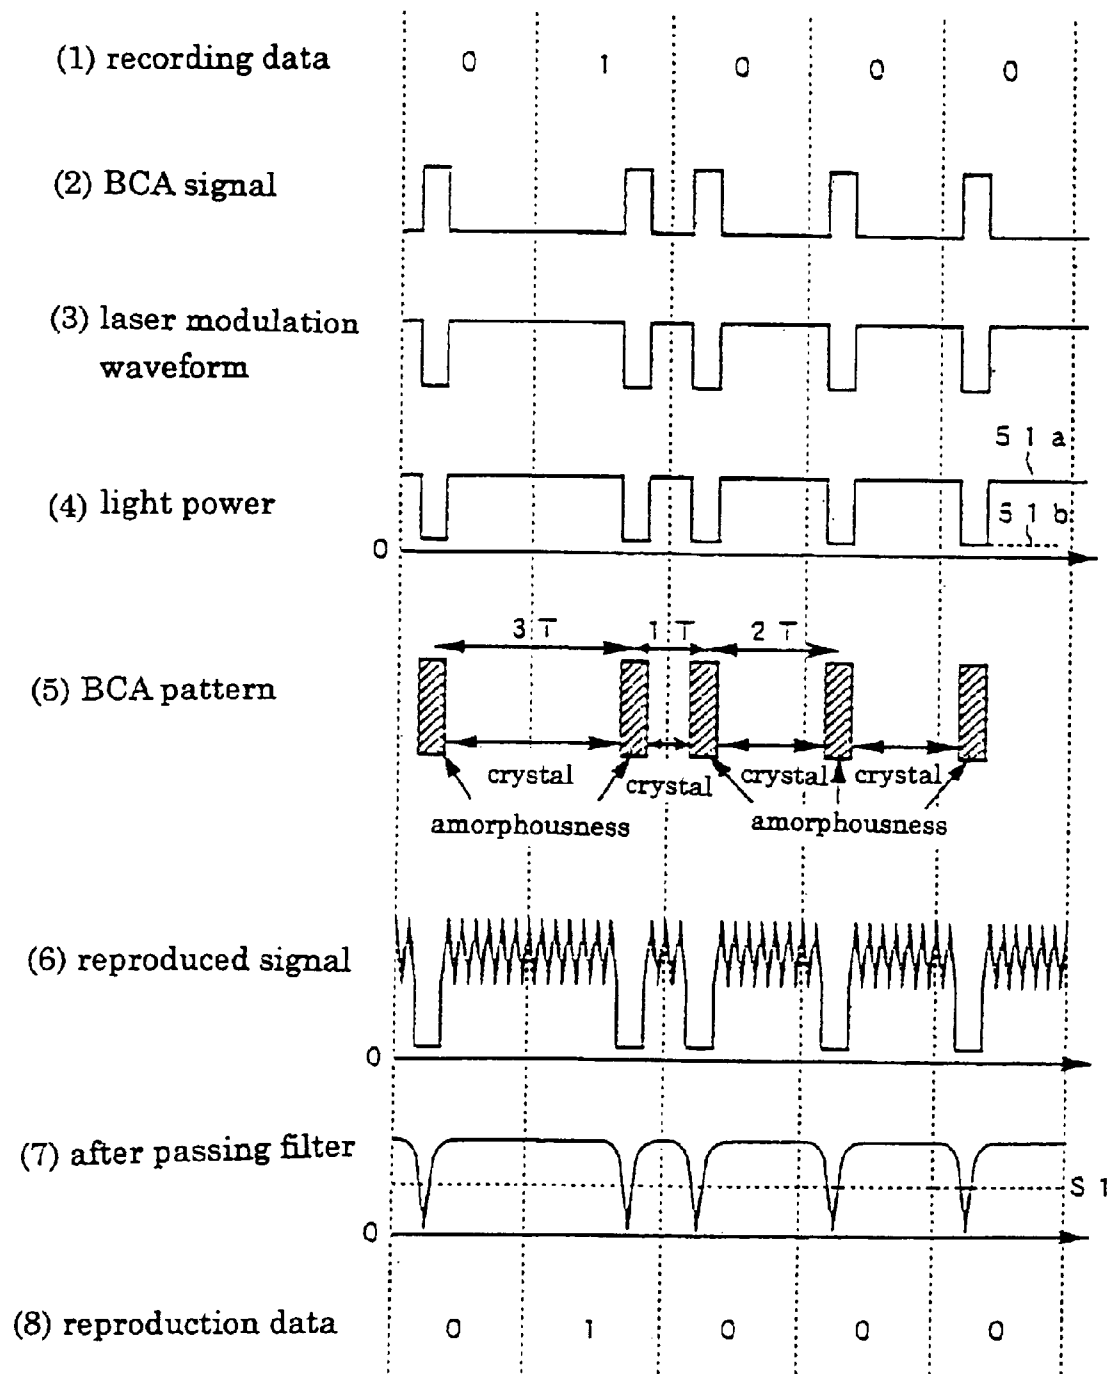 (1) recording data 0 1 0 0 0
(2) BCA signal
(3) laser modulation
waveform
S 1 a
(4) light power
S 1 b
0
3 T 1 T 2 T
(5) BCA pattern
crystal crystal crystal crystal
amorphousness amorphousness
(6) reproduced signal
0
(7) after passing filter
S 1
0
(8) reproduction data 0 1 0 0 0